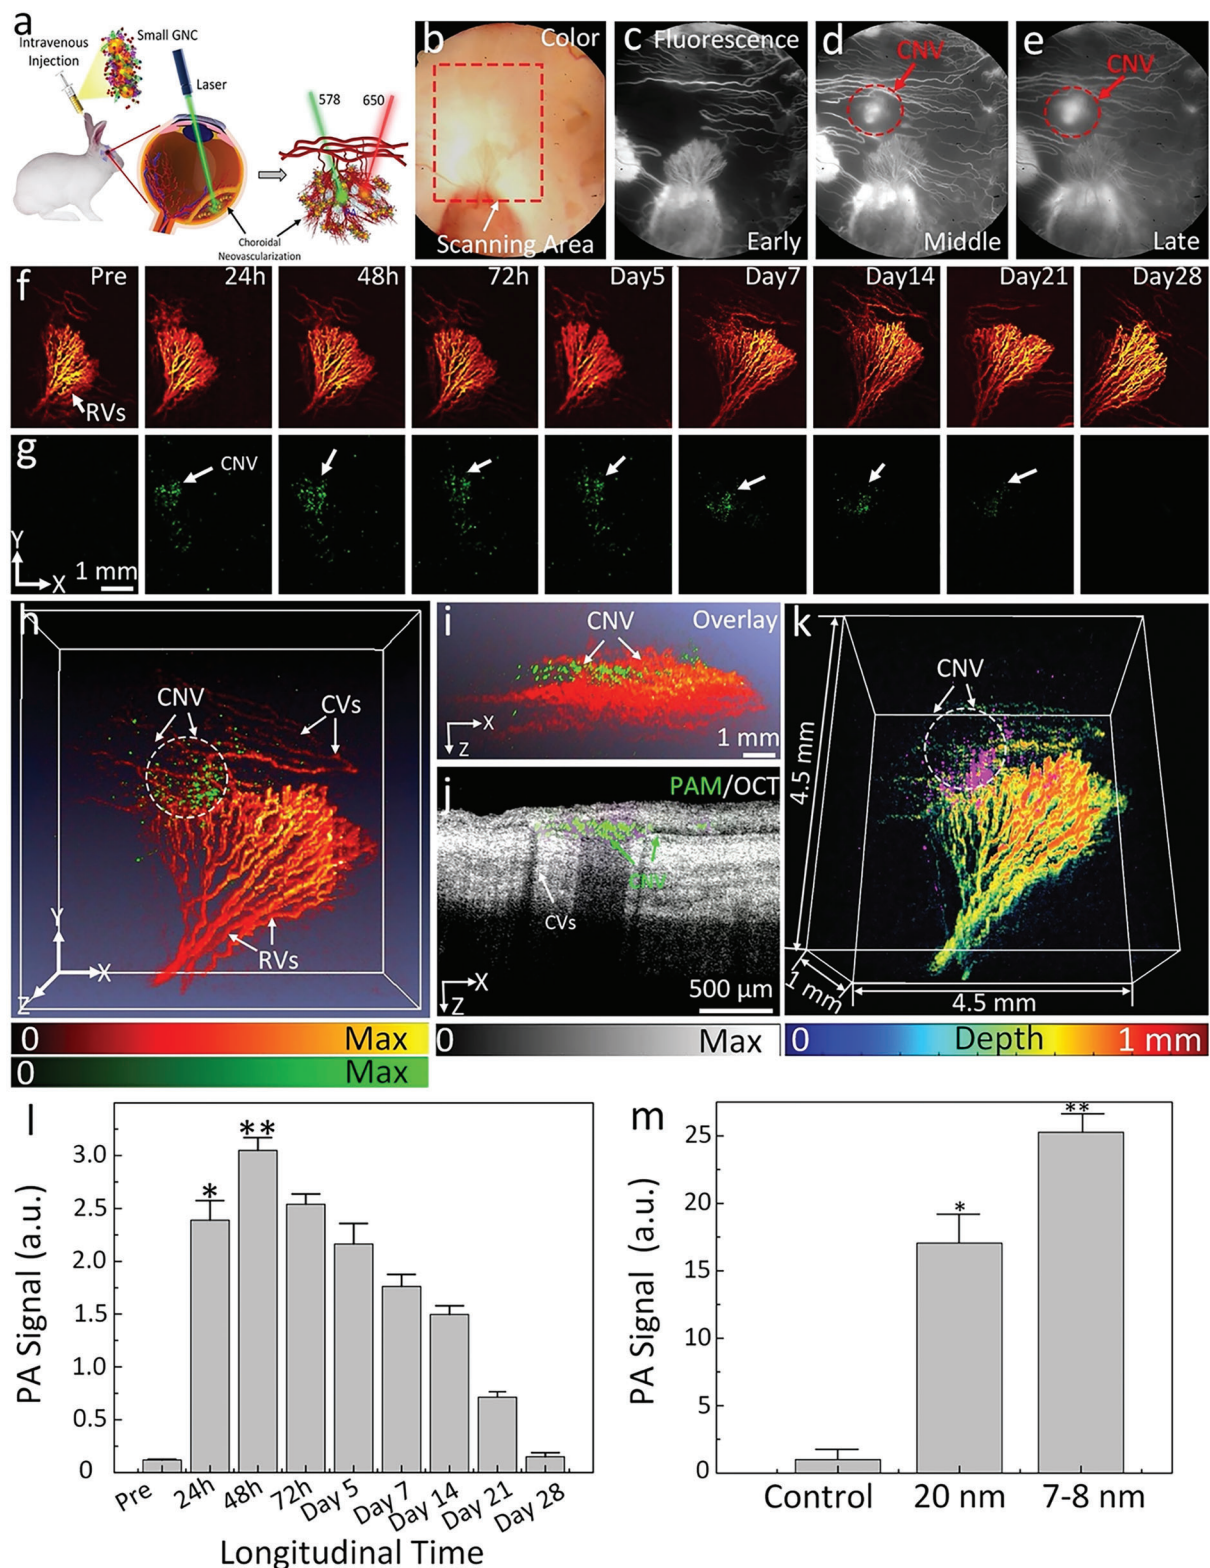 a
Intravenous
Injection
Small GNC
Laser
578
650
Choroidal
Neovascularization
b
Color
Scanning Area
c
Fluorescence
Early
d
CNV
Middle
e
CNV
Late
f
Pre
24h
48h
72h
Day5
Day7
Day14
Day21
Day28
RVs
g
CNV
Y
X
1 mm
h
CNV
CVs
RVs
Y
X
Z
0
Max
0
Max
i
CNV
Overlay
X
Z
1 mm
j
PAM/OCT
CNV
CVs
X
Z
500 µm
0
Max
k
CNV
4.5 mm
1 mm
4.5 mm
0
Depth
1 mm
l
PA Signal (a.u.)
3.0
2.5
2.0
1.5
1.0
0.5
0
*
**
Pre
24h
48h
72h
Day 5
Day 7
Day 14
Day 21
Day 28
Longitudinal Time
m
PA Signal (a.u.)
25
20
15
10
5
0
*
**
Control
20 nm
7-8 nm